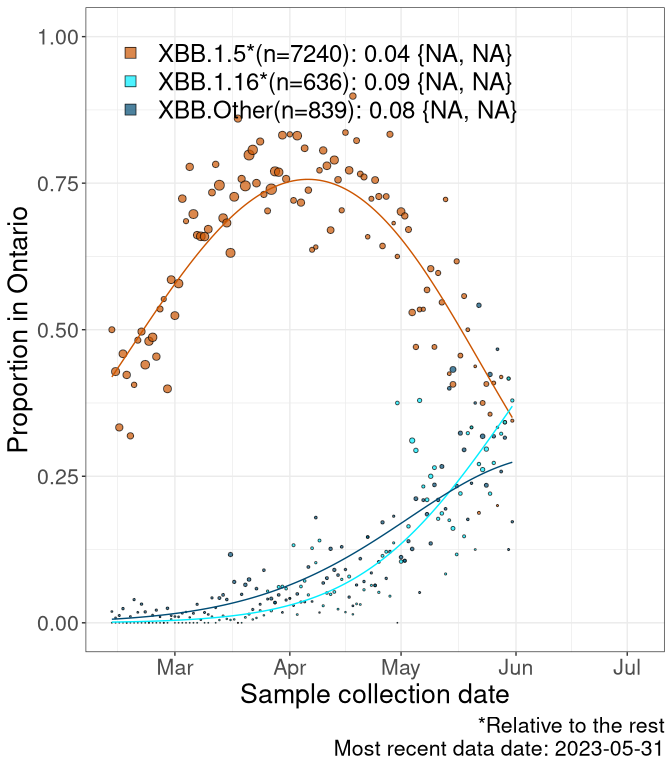 1.00
0.75
0.50
0.25
0.00
Proportion in Ontario
XBB.1.5*(n=7240): 0.04 {NA, NA}
XBB.1.16*(n=636): 0.09 {NA, NA}
XBB.Other(n=839): 0.08 {NA, NA}
Mar Apr May Jun Jul
Sample collection date
*Relative to the rest
Most recent data date: 2023-05-31